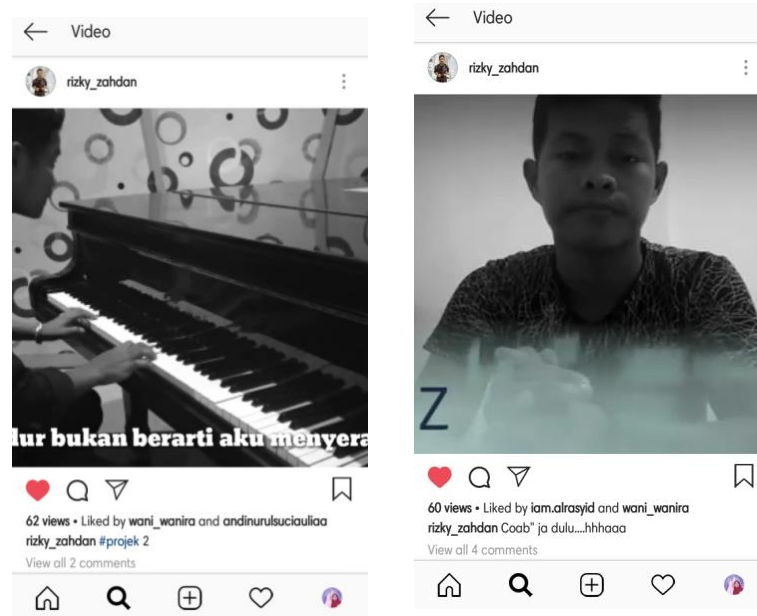 Video
rizky_zahdan
lur bukan berarti aku menyera
62 views • Liked by wani_wanira and andinurulsuciauliaa
rizky_zahdan #projek 2
View all 2 comments
Video
rizky_zahdan
Z
60 views • Liked by iam.alrasyid and wani_wanira
rizky_zahdan Coab" ja dulu....hhhaaa
View all 4 comments